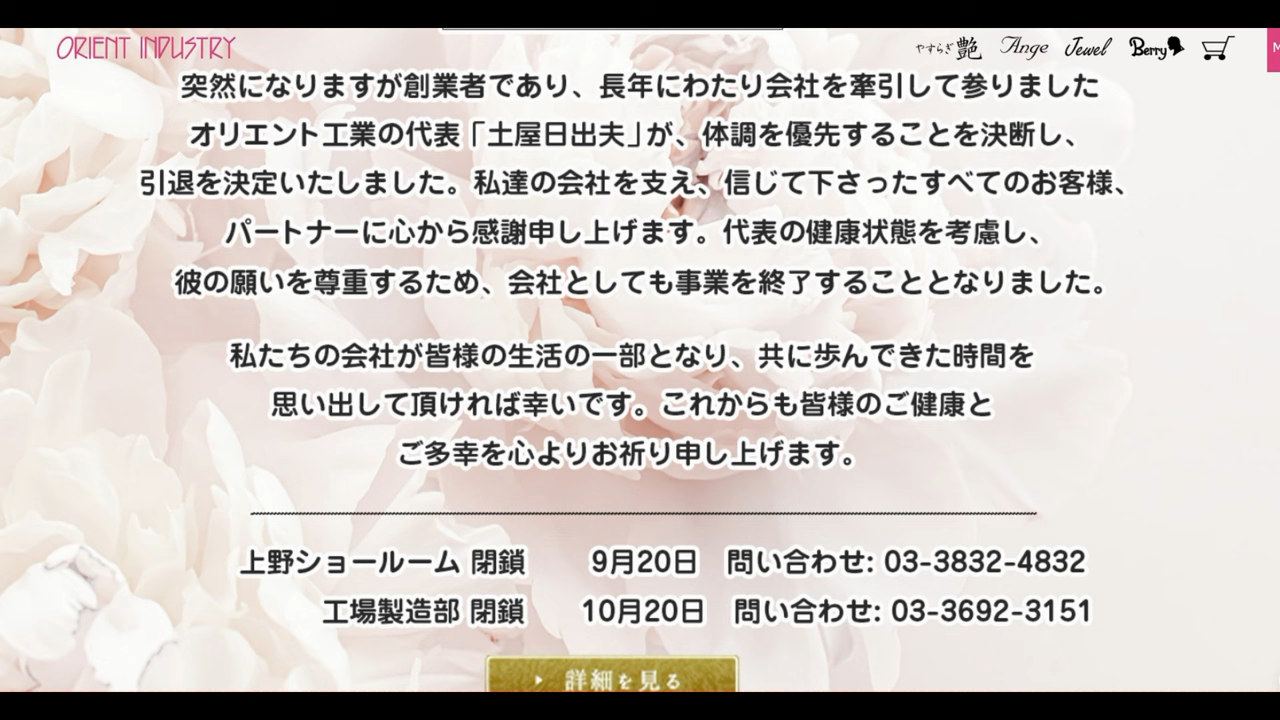 ORIENT INDUSTRY やすらぎ 艶 Ange Jewel Berry M
突然になりますが創業者であり、長年にわたり会社を牽引して参りました
オリエント工業の代表「土屋日出夫」が、体調を優先することを決断し、
引退を決定いたしました。私達の会社を支え、信じて下さったすべてのお客様、
パートナーに心から感謝申し上げます。代表の健康状態を考慮し、
彼の願いを尊重するため、会社としても事業を終了することとなりました。
私たちの会社が皆様の生活の一部となり、共に歩んできた時間を
思い出して頂ければ幸いです。これからも皆様のご健康と
ご多幸を心よりお祈り申し上げます。
上野ショールーム 閉鎖 9月20日 問い合わせ: 03-3832-4832
工場製造部 閉鎖 10月20日 問い合わせ: 03-3692-3151
詳細を見る